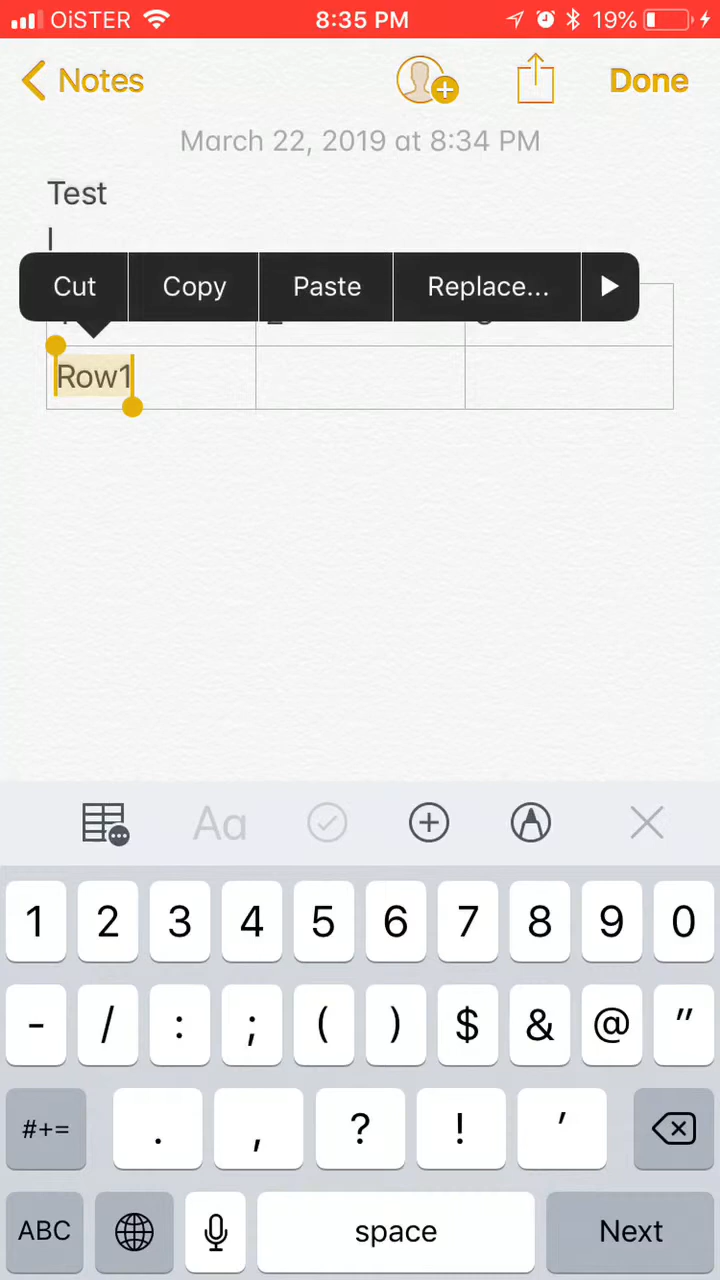 OiSTER 8:35 PM 19%
Notes Done
March 22, 2019 at 8:34 PM
Test
l
Cut Copy Paste Replace...
Row1
Aa
1 2 3 4 5 6 7 8 9 0
- / : ; ( ) $ & @ "
#+= . , ? ! '
ABC space Next